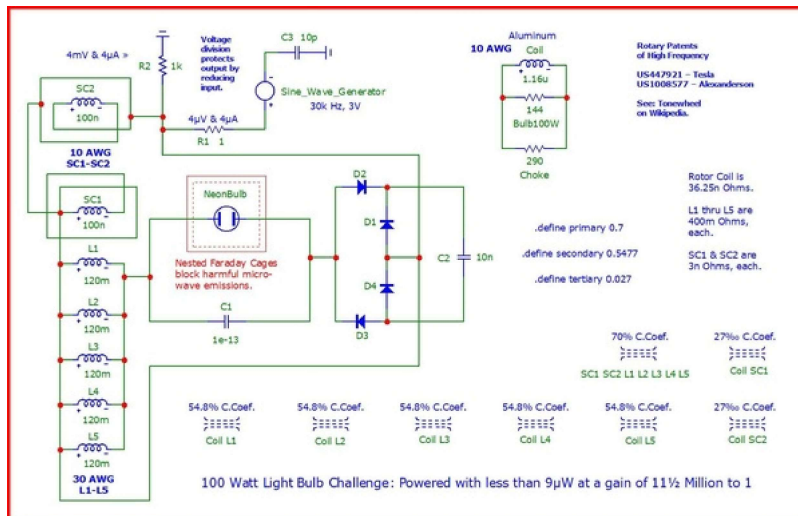 4mV & 4μA »
R2
1k
Voltage
division
protects
output by
reducing
input.
C3 10p
Sine_Wave_Generator
30k Hz, 3V
4μV & 4μA
R1 1
SC2
100n
10 AWG
SC1-SC2
SC1
100n
L1
120m
L2
120m
L3
120m
L4
120m
L5
120m
30 AWG
L1-L5
NeonBulb
Nested Faraday Cages
block harmful micro-
wave emissions.
C1
1e-13
D2
D1
D4
D3
C2
10n
Aluminum
10 AWG
Coil
1.16u
144
Bulb100W
290
Choke
Rotary Patents
of High Frequency
US447921 – Tesla
US1008577 – Alexanderson
See: Tonewheel
on Wikipedia.
Rotor Coil is
36.25n Ohms.
L1 thru L5 are
400m Ohms,
each.
SC1 & SC2 are
3n Ohms, each.
.define primary 0.7
.define secondary 0.5477
.define tertiary 0.027
70% C.Coef.
SC1 SC2 L1 L2 L3 L4 L5
27‰ C.Coef.
Coil SC1
54.8% C.Coef.
Coil L1
54.8% C.Coef.
Coil L2
54.8% C.Coef.
Coil L3
54.8% C.Coef.
Coil L4
54.8% C.Coef.
Coil L5
27‰ C.Coef.
Coil SC2
100 Watt Light Bulb Challenge: Powered with less than 9μW at a gain of 11½ Million to 1